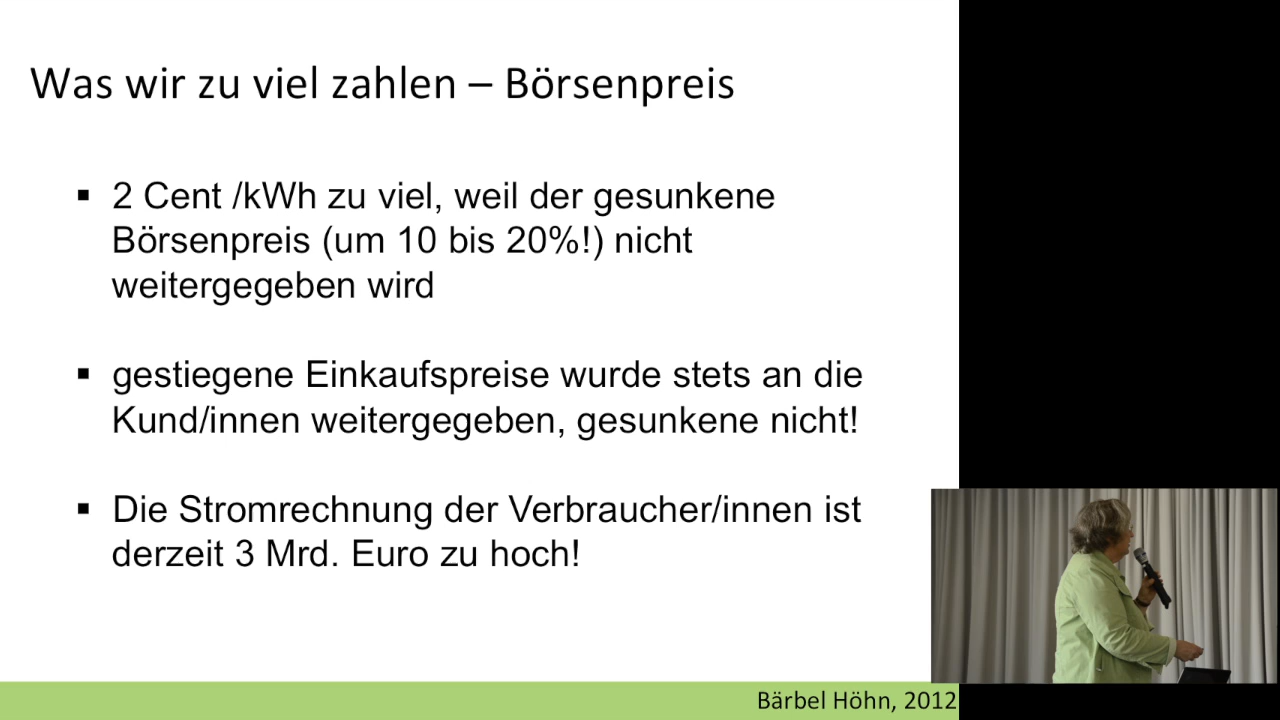 Was wir zu viel zahlen – Börsenpreis
▪ 2 Cent /kWh zu viel, weil der gesunkene
Börsenpreis (um 10 bis 20%!) nicht
weitergegeben wird
▪ gestiegene Einkaufspreise wurde stets an die
Kund/innen weitergegeben, gesunkene nicht!
▪ Die Stromrechnung der Verbraucher/innen ist
derzeit 3 Mrd. Euro zu hoch!
Bärbel Höhn, 2012